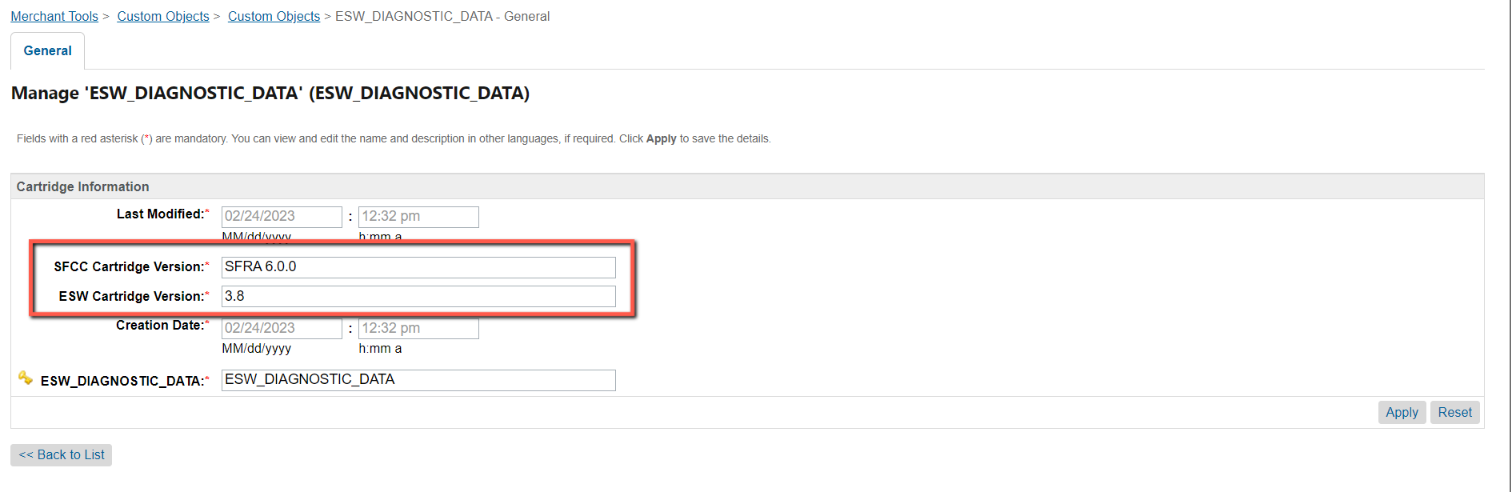 Merchant Tools > Custom Objects > Custom Objects > ESW_DIAGNOSTIC_DATA - General
General
Manage 'ESW_DIAGNOSTIC_DATA' (ESW_DIAGNOSTIC_DATA)
Fields with a red asterisk (*) are mandatory. You can view and edit the name and description in other languages, if required. Click Apply to save the details.
Cartridge Information
Last Modified:* 02/24/2023 : 12:32 pm
MM/dd/yyyy h:mm a
SFCC Cartridge Version:* SFRA 6.0.0
ESW Cartridge Version:* 3.8
Creation Date:* 02/24/2023 : 12:32 pm
MM/dd/yyyy h:mm a
ESW_DIAGNOSTIC_DATA:* ESW_DIAGNOSTIC_DATA
Apply Reset
<< Back to List